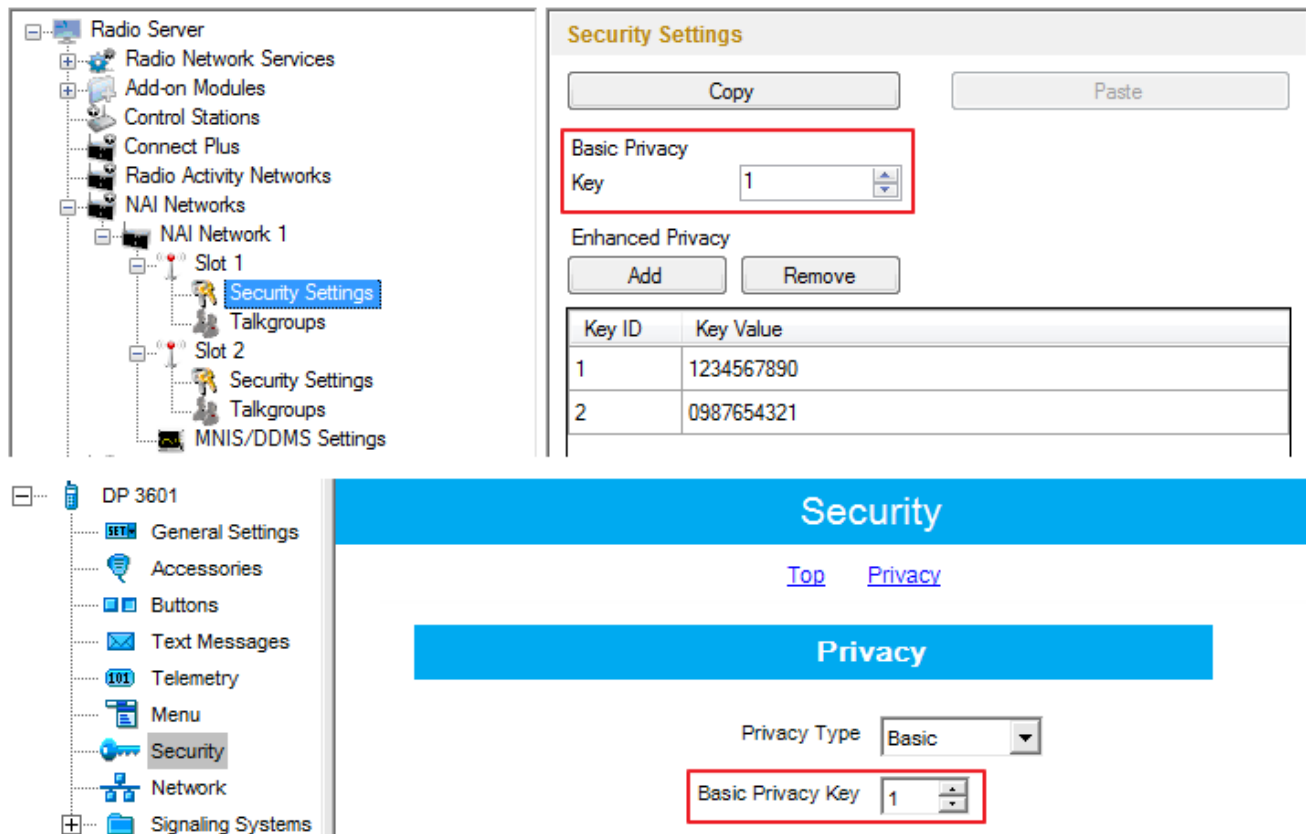 Radio Server
Radio Network Services
Add-on Modules
Control Stations
Connect Plus
Radio Activity Networks
NAI Networks
NAI Network 1
Slot 1
Security Settings
Talkgroups
Slot 2
Security Settings
Talkgroups
MNIS/DDMS Settings
Security Settings
Copy Paste
Basic Privacy
Key 1
Enhanced Privacy
Add Remove
Key ID Key Value
1 1234567890
2 0987654321
DP 3601
SET General Settings
Accessories
Buttons
Text Messages
101 Telemetry
Menu
Security
Network
Signaling Systems
Security
Top Privacy
Privacy
Privacy Type Basic
Basic Privacy Key 1